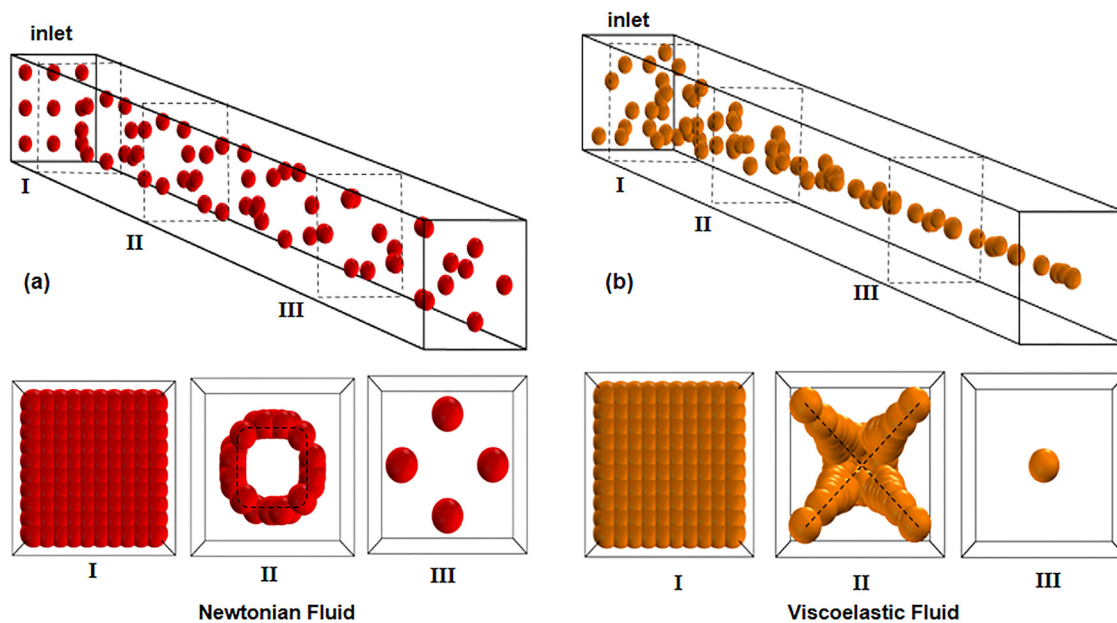 inlet
I
II
III
(a)
inlet
I
II
III
(b)
I
II
III
Newtonian Fluid
I
II
III
Viscoelastic Fluid